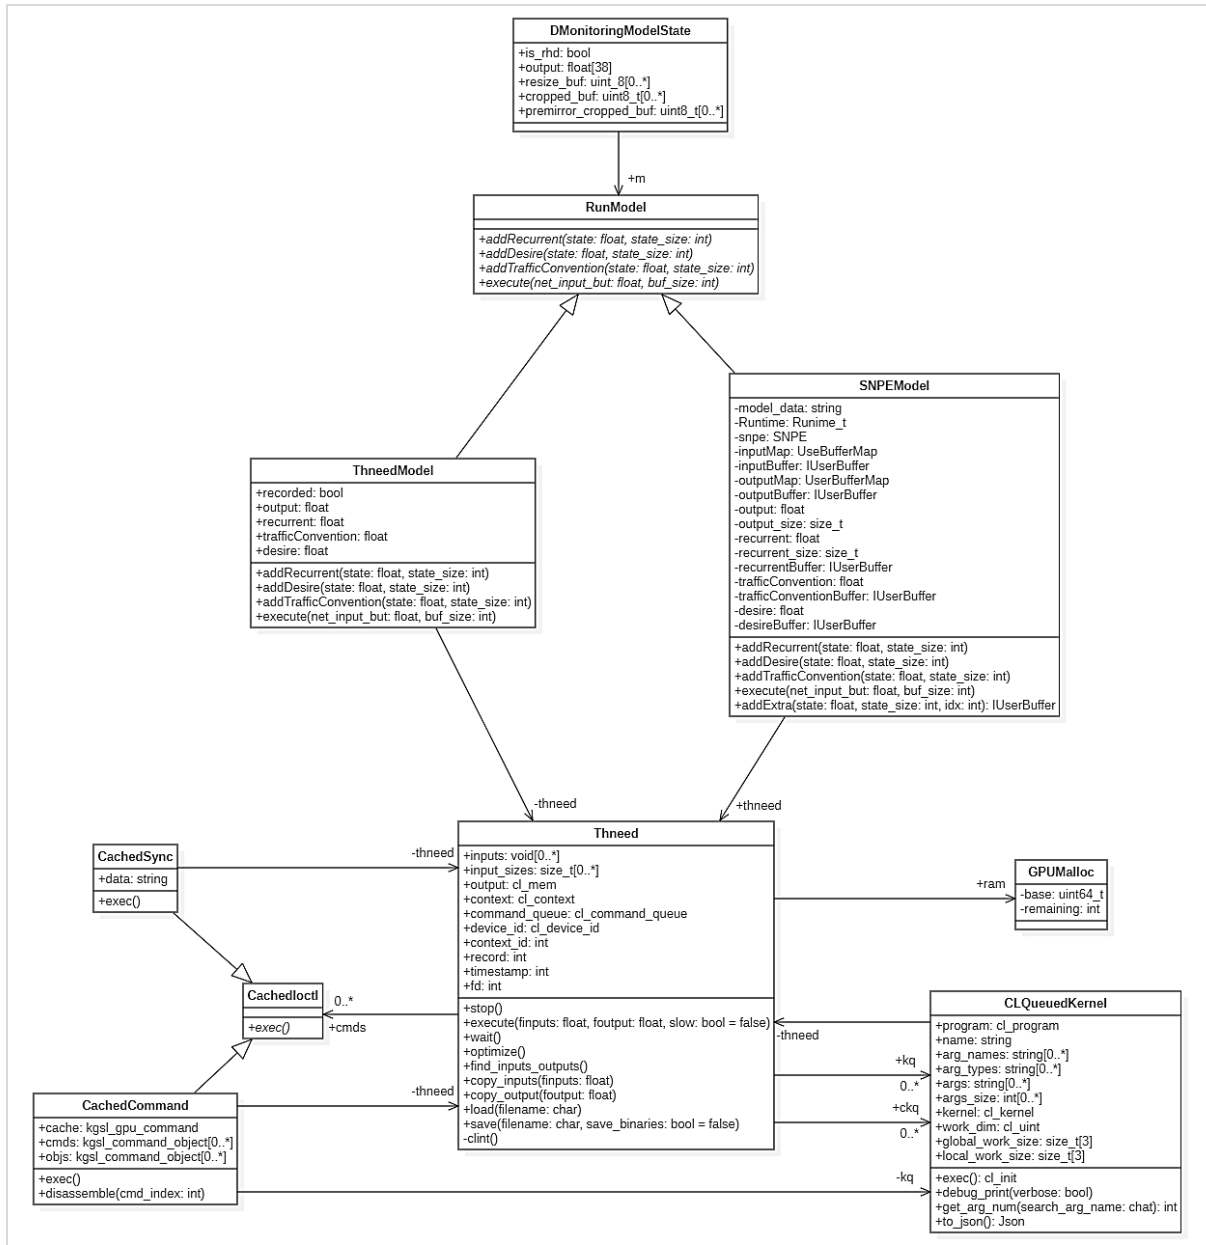 DMonitoringModelState
+is_rhd: bool
+output: float[38]
+resize_buf: uint_8[0..*]
+cropped_buf: uint8_t[0..*]
+premirror_cropped_buf: uint8_t[0..*]
+m
RunModel
+addRecurrent(state: float, state_size: int)
+addDesire(state: float, state_size: int)
+addTrafficConvention(state: float, state_size: int)
+execute(net_input_but: float, buf_size: int)
SNPEModel
-model_data: string
-Runtime: Runime_t
-snpe: SNPE
-inputMap: UseBufferMap
-inputBuffer: IUserBuffer
-outputMap: UserBufferMap
-outputBuffer: IUserBuffer
-output: float
-output_size: size_t
-recurrent: float
-recurrent_size: size_t
-recurrentBuffer: IUserBuffer
-trafficConvention: float
-trafficConventionBuffer: IUserBuffer
-desire: float
-desireBuffer: IUserBuffer
+addRecurrent(state: float, state_size: int)
+addDesire(state: float, state_size: int)
+addTrafficConvention(state: float, state_size: int)
+execute(net_input_but: float, buf_size: int)
+addExtra(state: float, state_size: int, idx: int): IUserBuffer
ThneedModel
+recorded: bool
+output: float
+recurrent: float
+trafficConvention: float
+desire: float
+addRecurrent(state: float, state_size: int)
+addDesire(state: float, state_size: int)
+addTrafficConvention(state: float, state_size: int)
+execute(net_input_but: float, buf_size: int)
-thneed
+thneed
Thneed
+inputs: void[0..*]
+input_sizes: size_t[0..*]
+output: cl_mem
+context: cl_context
+command_queue: cl_command_queue
+device_id: cl_device_id
+context_id: int
+record: int
+timestamp: int
+fd: int
+stop()
+execute(finputs: float, foutput: float, slow: bool = false)
+wait()
+optimize()
+find_inputs_outputs()
+copy_inputs(finputs: float)
+copy_output(foutput: float)
+load(filename: char)
+save(filename: char, save_binaries: bool = false)
-clint()
CachedSync
+data: string
+exec()
-thneed
+ram
GPUMalloc
-base: uint64_t
-remaining: int
CachedIoctl
+exec()
0..*
+cmds
-thneed
CachedCommand
+cache: kgsl_gpu_command
+cmds: kgsl_command_object[0..*]
+objs: kgsl_command_object[0..*]
+exec()
+disassemble(cmd_index: int)
-thneed
+kq
0..*
+ckq
0..*
-kq
CLQueuedKernel
+program: cl_program
+name: string
+arg_names: string[0..*]
+arg_types: string[0..*]
+args: string[0..*]
+args_size: int[0..*]
+kernel: cl_kernel
+work_dim: cl_uint
+global_work_size: size_t[3]
+local_work_size: size_t[3]
+exec(): cl_init
+debug_print(verbose: bool)
+get_arg_num(search_arg_name: chat): int
+to_json(): Json